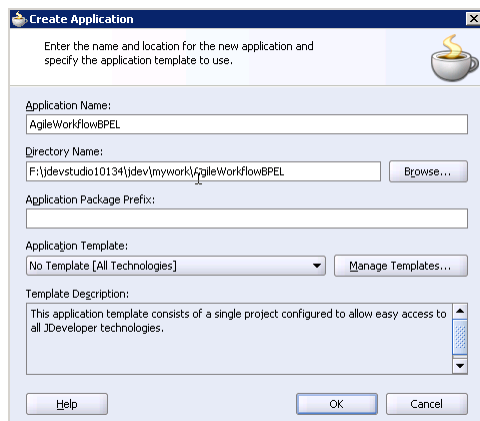 Create Application
Enter the name and location for the new application and
specify the application template to use.
Application Name:
AgileWorkflowBPEL
Directory Name:
F:\jdevstudio10134\jdev\mywork\AgileWorkflowBPEL
Browse...
Application Package Prefix:
Application Template:
No Template [All Technologies]
Manage Templates...
Template Description:
This application template consists of a single project configured to allow easy access to
all JDeveloper technologies.
Help
OK
Cancel